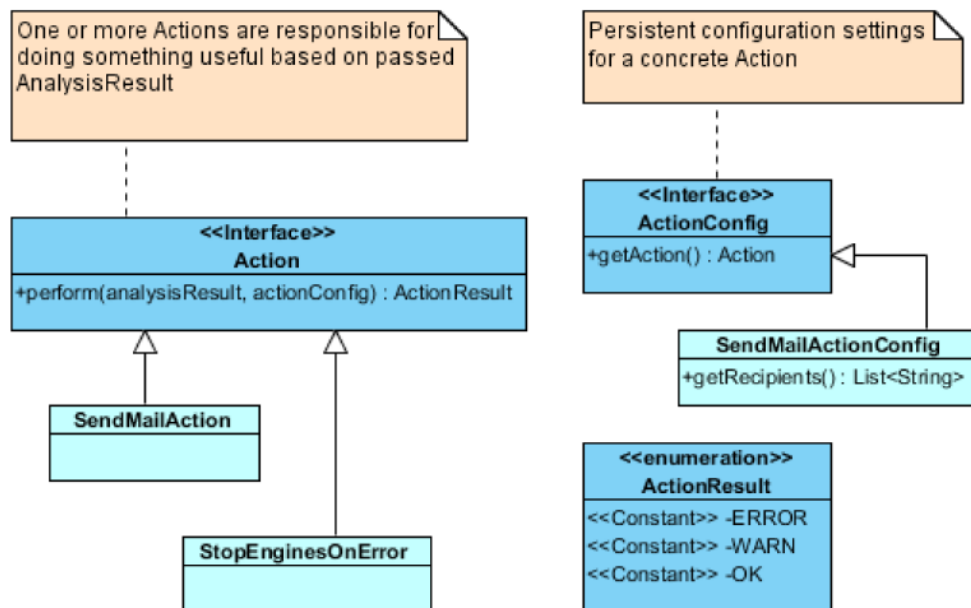 One or more Actions are responsible for
doing something useful based on passed
AnalysisResult
Persistent configuration settings
for a concrete Action
<<Interface>>
Action
+perform(analysisResult, actionConfig) : ActionResult
<<Interface>>
ActionConfig
+getAction() : Action
SendMailActionConfig
+getRecipients() : List<String>
SendMailAction
StopEnginesOnError
<<enumeration>>
ActionResult
<<Constant>> -ERROR
<<Constant>> -WARN
<<Constant>> -OK